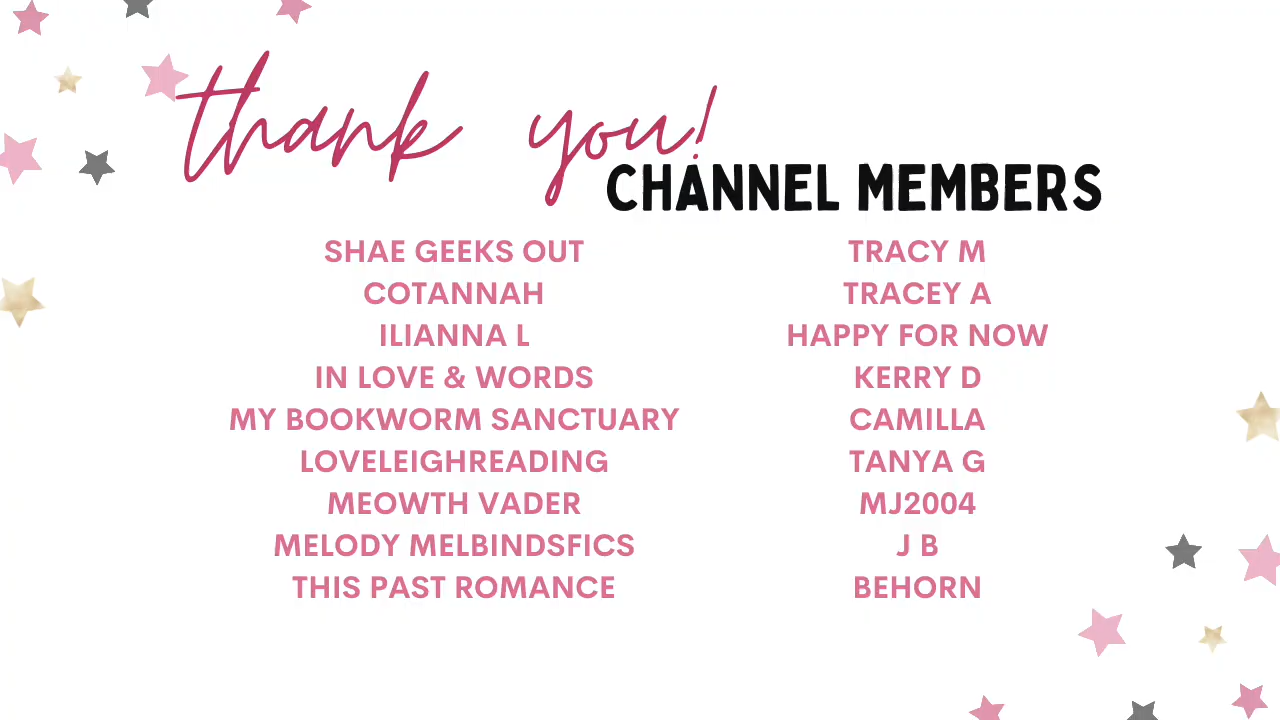 thank you!
CHANNEL MEMBERS
SHAE GEEKS OUT
COTANNAH
ILIANNA L
IN LOVE & WORDS
MY BOOKWORM SANCTUARY
LOVELEIGHREADING
MEOWTH VADER
MELODY MELBINDSFICS
THIS PAST ROMANCE
TRACY M
TRACEY A
HAPPY FOR NOW
KERRY D
CAMILLA
TANYA G
MJ2004
J B
BEHORN